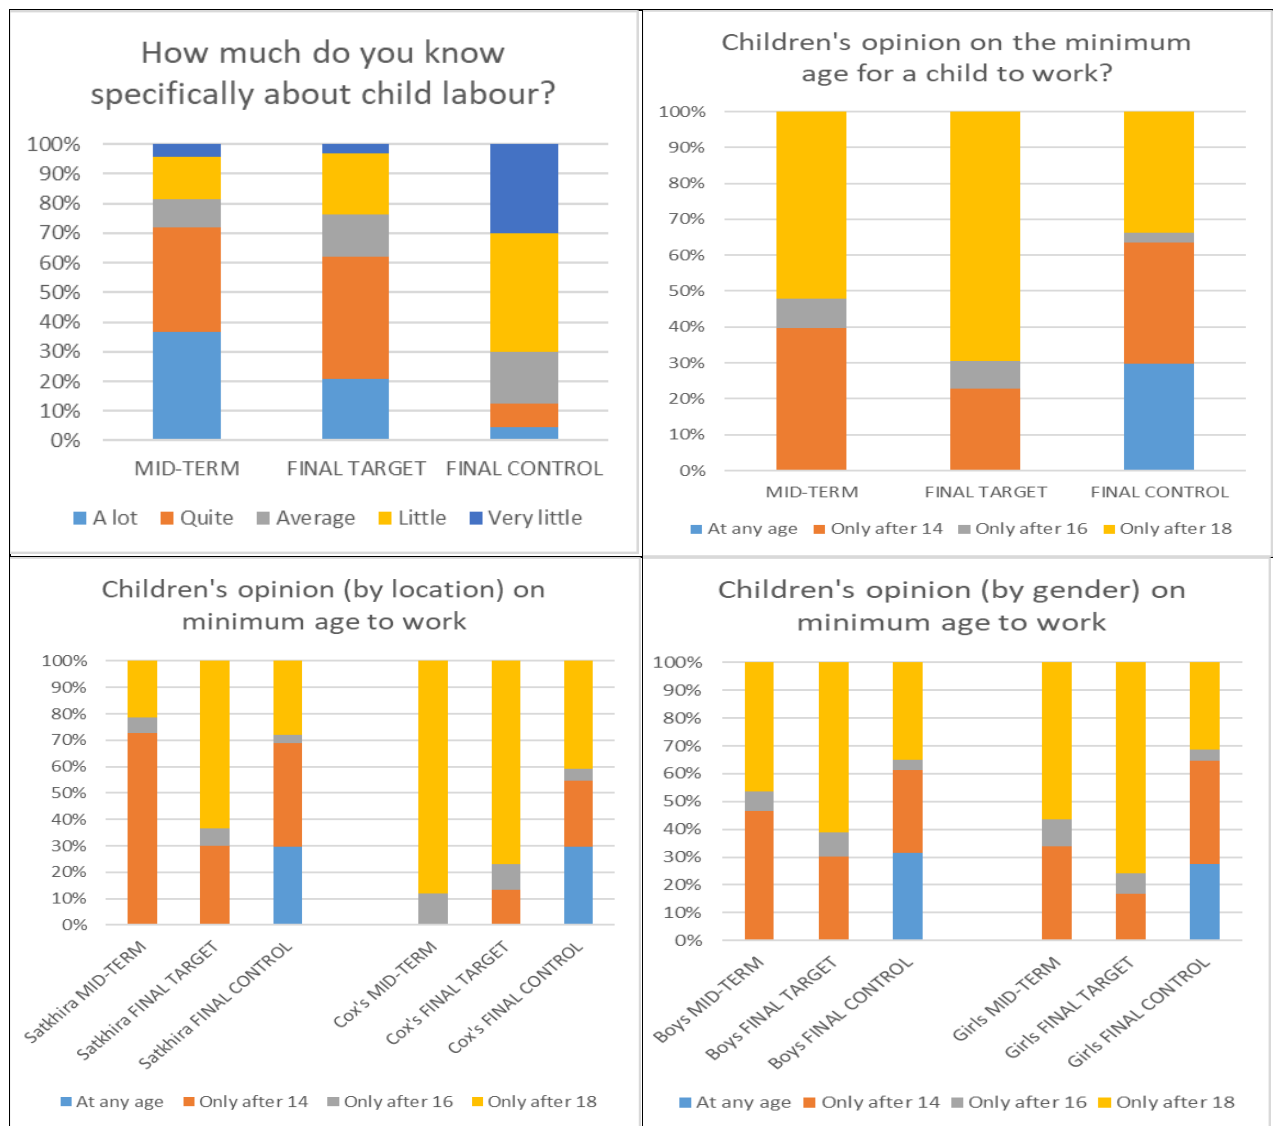 How much do you know
specifically about child labour?
100%
90%
80%
70%
60%
50%
40%
30%
20%
10%
0%
MID-TERM FINAL TARGET FINAL CONTROL
A lot Quite Average Little Very little
Children's opinion on the minimum
age for a child to work?
100%
90%
80%
70%
60%
50%
40%
30%
20%
10%
0%
MID-TERM FINAL TARGET FINAL CONTROL
At any age Only after 14 Only after 16 Only after 18
Children's opinion (by location) on
minimum age to work
100%
90%
80%
70%
60%
50%
40%
30%
20%
10%
0%
Satkhira MID-TERM
Satkhira FINAL TARGET
Satkhira FINAL CONTROL
Cox's MID-TERM
Cox's FINAL TARGET
Cox's FINAL CONTROL
At any age Only after 14 Only after 16 Only after 18
Children's opinion (by gender) on
minimum age to work
100%
90%
80%
70%
60%
50%
40%
30%
20%
10%
0%
Boys MID-TERM
Boys FINAL TARGET
Boys FINAL CONTROL
Girls MID-TERM
Girls FINAL TARGET
Girls FINAL CONTROL
At any age Only after 14 Only after 16 Only after 18